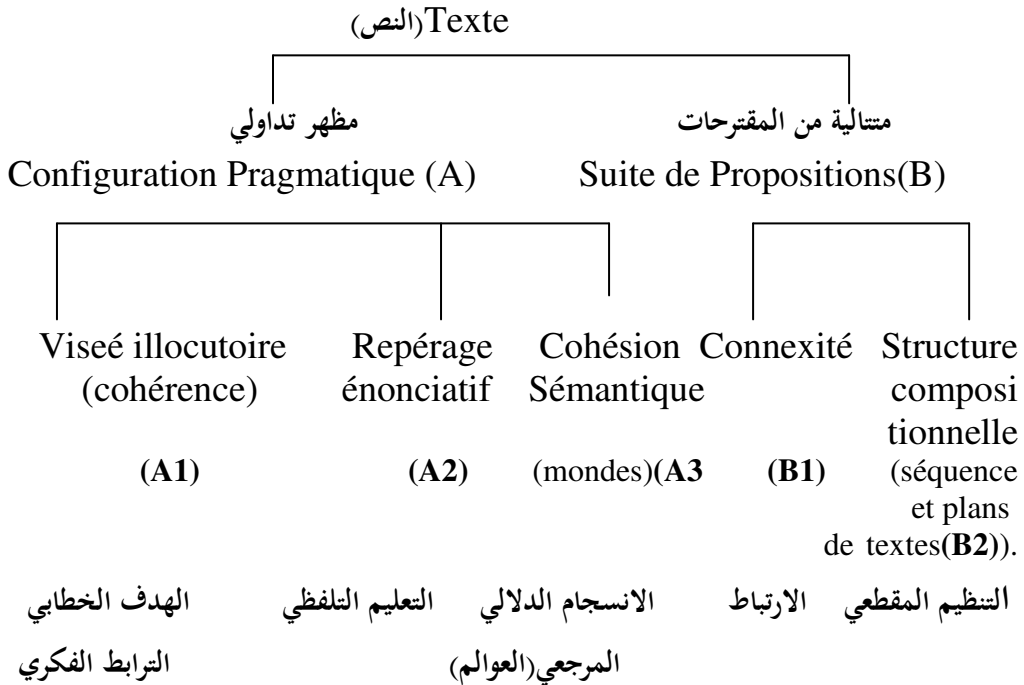 Texte(النص)
مظهر تداولي متتالية من المقترحات
Configuration Pragmatique (A) Suite de Propositions(B)
Viseé illocutoire Repérage Cohésion Connexité Structure
(cohérence) énonciatif Sémantique composi
tionnelle
(A1) (A2) (mondes)(A3 (B1) (séquence
et plans
de textes(B2)).
الهدف الخطابي التعليم التلفظي الانسجام الدلالي الارتباط التنظيم المقطعي
الترابط الفكري المرجعي(العوالم)